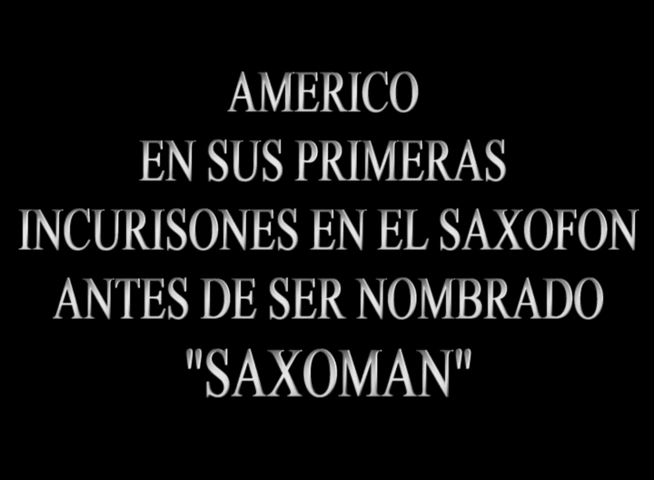 AMERICO
EN SUS PRIMERAS
INCURISONES EN EL SAXOFON
ANTES DE SER NOMBRADO
"SAXOMAN"